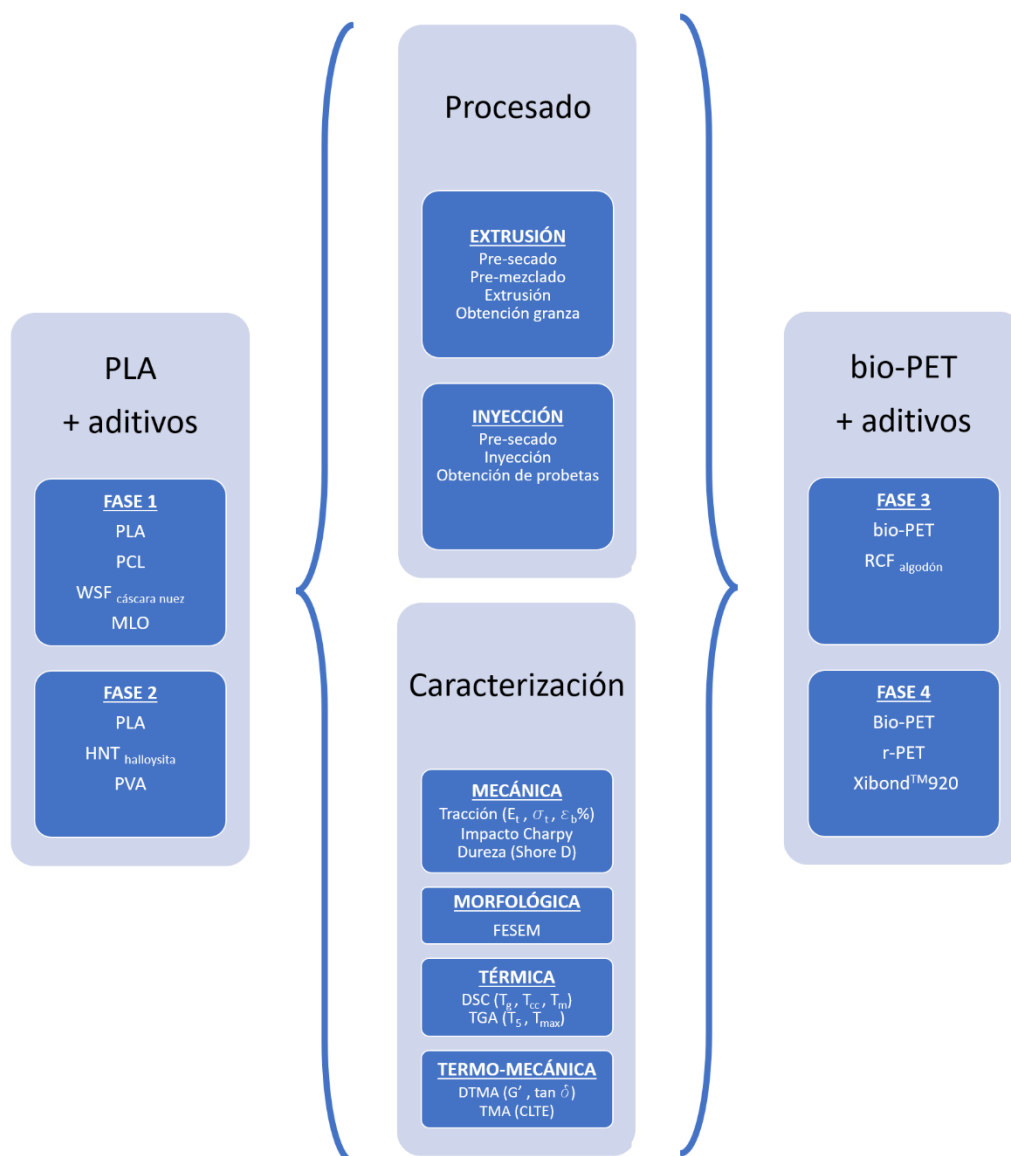 PLA
+ aditivos
FASE 1
PLA
PCL
WSF cáscara nuez
MLO
FASE 2
PLA
HNT halloysita
PVA
Procesado
EXTRUSIÓN
Pre-secado
Pre-mezclado
Extrusión
Obtención granza
INYECCIÓN
Pre-secado
Inyección
Obtención de probetas
Caracterización
MECÁNICA
Tracción (Et , σt , εb%)
Impacto Charpy
Dureza (Shore D)
MORFOLÓGICA
FESEM
TÉRMICA
DSC (Tg , Tcc , Tm)
TGA (T5 , Tmax)
TERMO-MECÁNICA
DTMA (G’ , tan δ)
TMA (CLTE)
bio-PET
+ aditivos
FASE 3
bio-PET
RCF algodón
FASE 4
Bio-PET
r-PET
Xibond™920